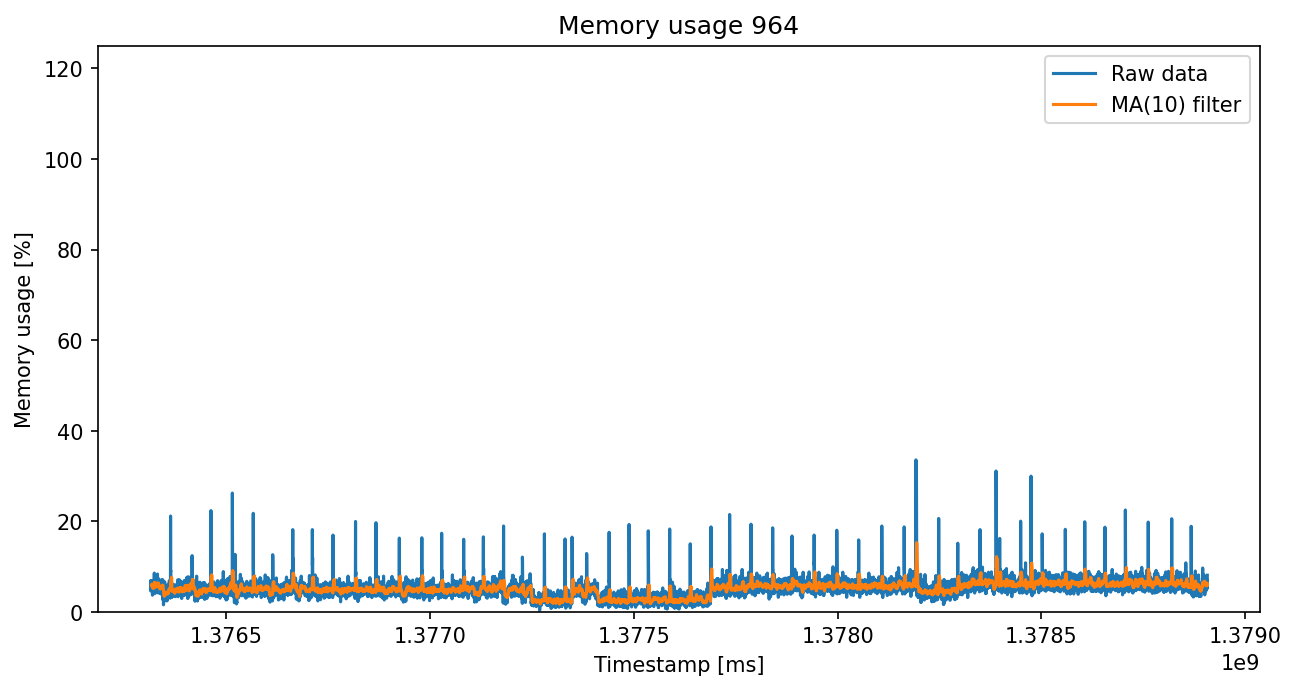 Memory usage 964
Raw data
MA(10) filter
Memory usage [%]
120
100
80
60
40
20
0
1.3765 1.3770 1.3775 1.3780 1.3785 1.3790
1e9
Timestamp [ms]